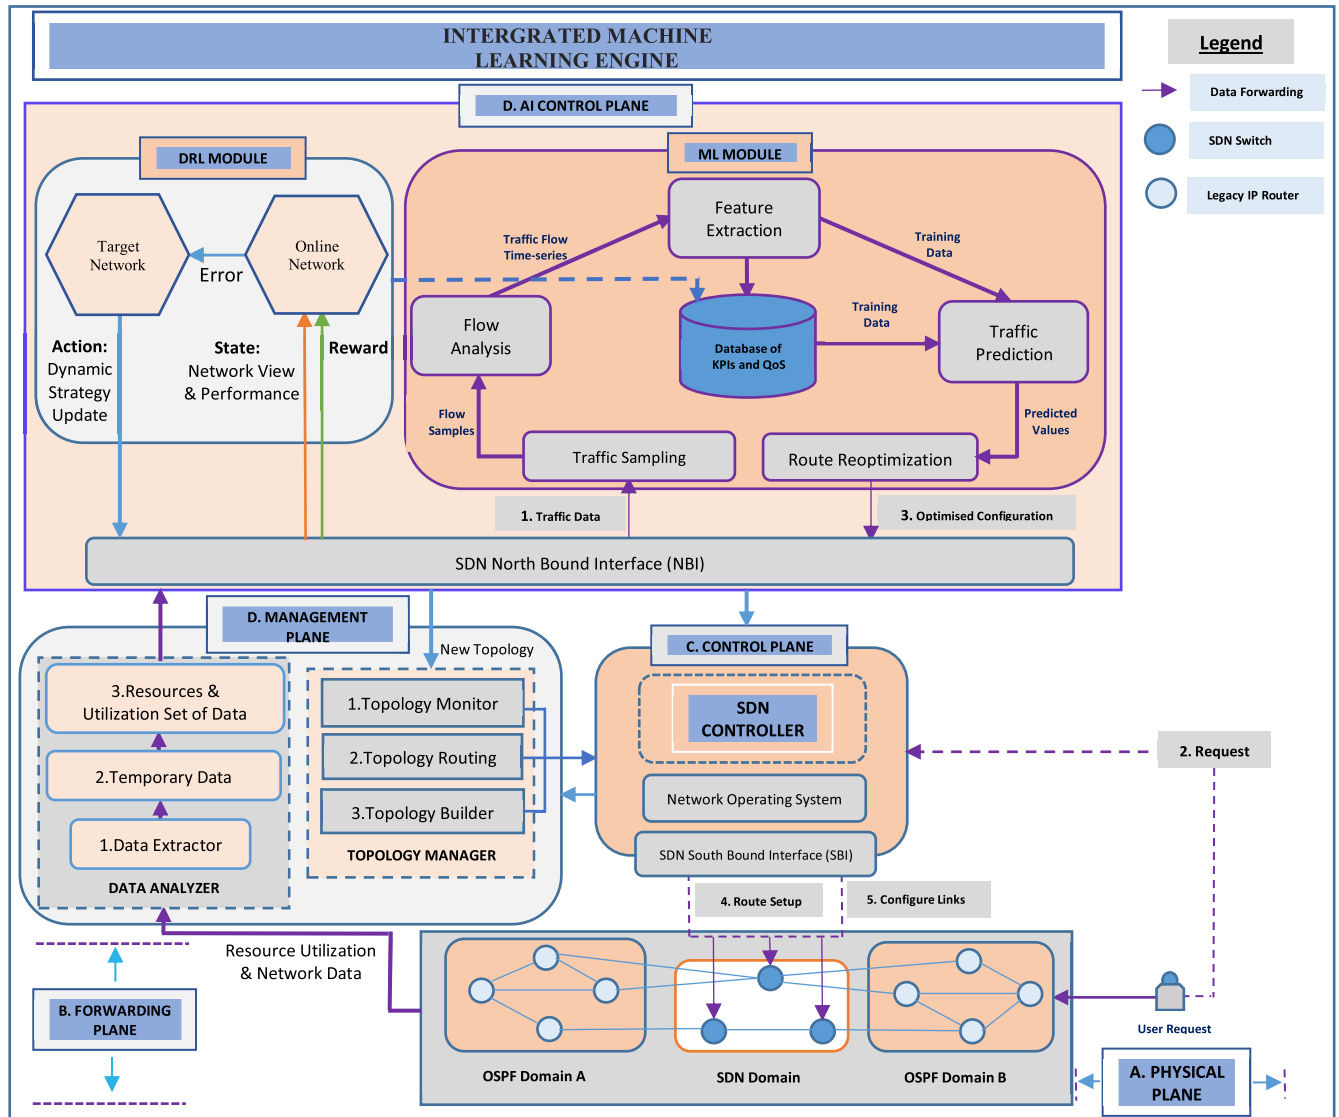 INTERGRATED MACHINE
LEARNING ENGINE
Legend
Data Forwarding
SDN Switch
Legacy IP Router
D. AI CONTROL PLANE
DRL MODULE
Target
Network
Error
Online
Network
Action:
Dynamic
Strategy
Update
State:
Network View
& Performance
Reward
ML MODULE
Feature
Extraction
Traffic Flow
Time-series
Training
Data
Flow
Analysis
Database of
KPIs and QoS
Training
Data
Traffic
Prediction
Flow
Samples
Predicted
Values
Traffic Sampling
Route Reoptimization
1. Traffic Data
3. Optimised Configuration
SDN North Bound Interface (NBI)
D. MANAGEMENT
PLANE
New Topology
3.Resources &
Utilization Set of Data
2.Temporary Data
1.Data Extractor
DATA ANALYZER
1.Topology Monitor
2.Topology Routing
3.Topology Builder
TOPOLOGY MANAGER
C. CONTROL PLANE
SDN
CONTROLLER
Network Operating System
SDN South Bound Interface (SBI)
2. Request
4. Route Setup
5. Configure Links
Resource Utilization
& Network Data
B. FORWARDING
PLANE
OSPF Domain A
SDN Domain
OSPF Domain B
User Request
A. PHYSICAL
PLANE